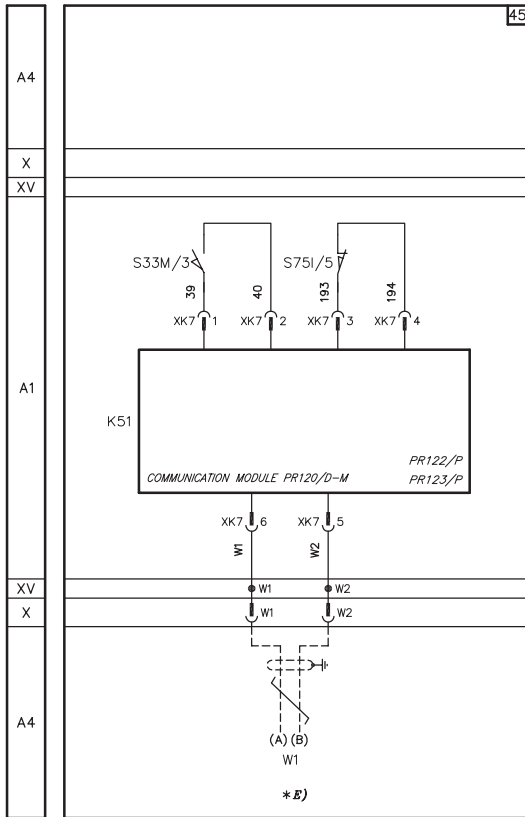 45
A4
X
XV
S33M/3
S75I/5
39
40
193
194
XK7 1
XK7 2
XK7 3
XK7 4
A1
K51
PR122/P
COMMUNICATION MODULE PR120/D-M
PR123/P
XK7 6
XK7 5
W1
W2
XV
W1
W2
X
W1
W2
A4
(A) (B)
W1
*E)